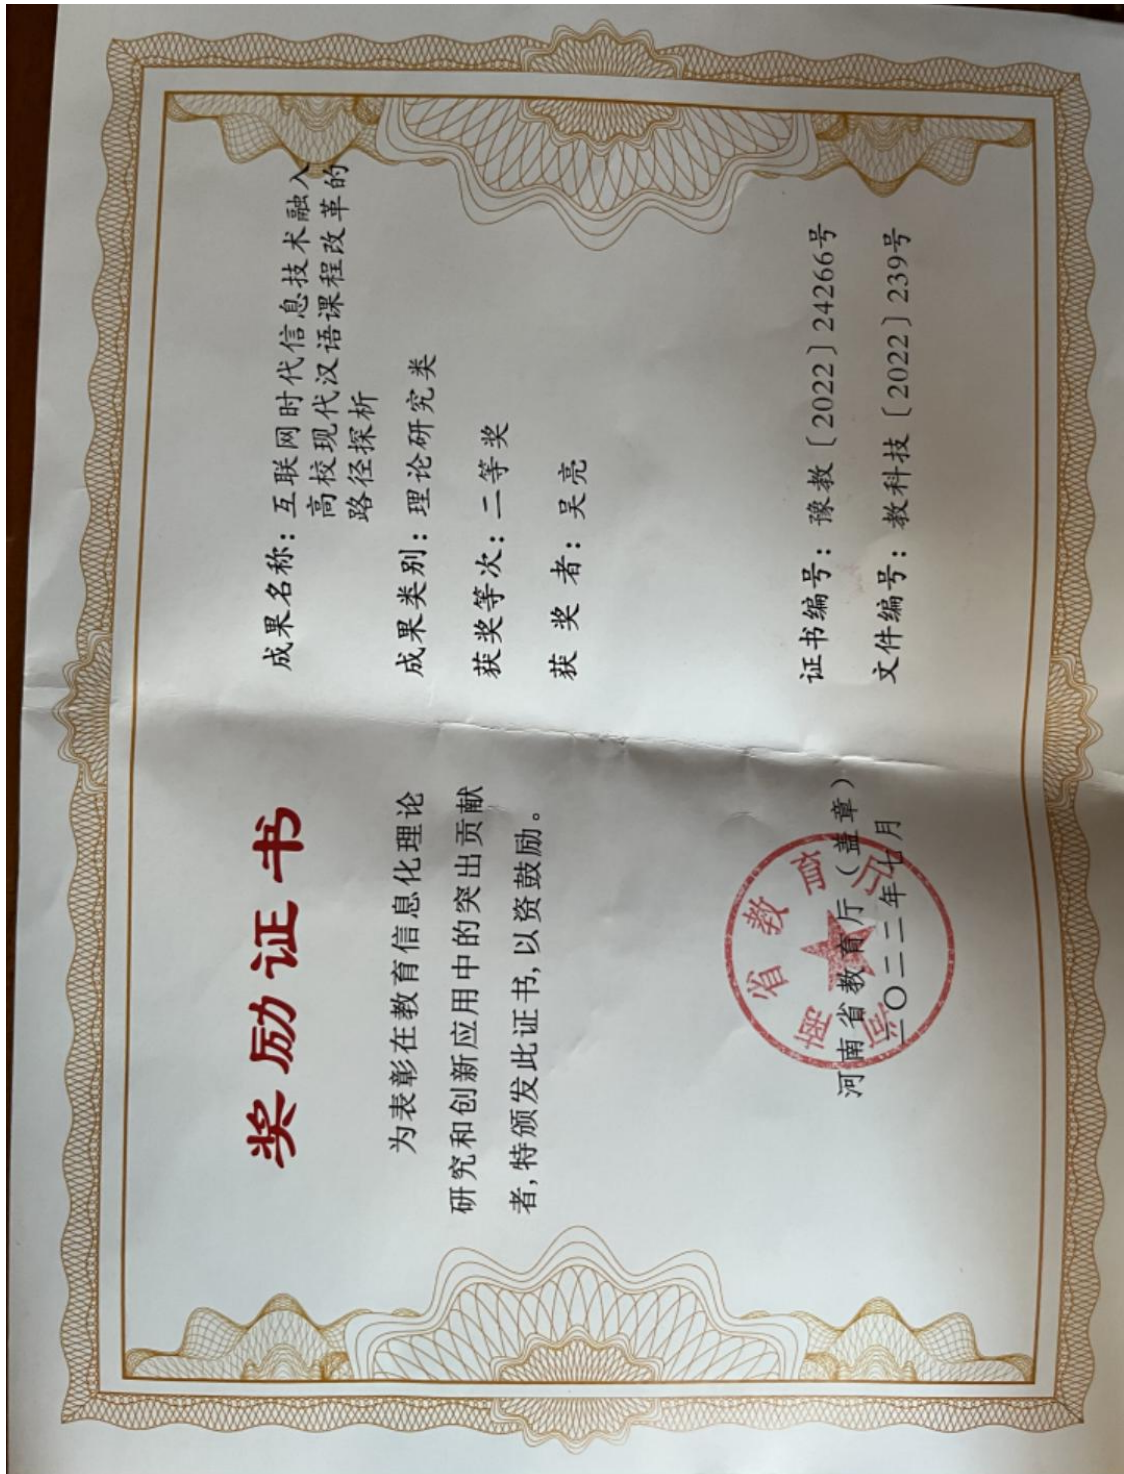 奖励证书
为表彰在教育信息化理论
研究和创新应用中的突出贡献
者,特颁发此证书,以资鼓励。
河南省教育厅（盖章）
二〇二二年七月
河南省教育厅
成果名称：互联网时代信息技术融入
高校现代汉语课程改革的
路径探析
成果类别：理论研究类
获奖等次：二等奖
获奖者：吴亮
证书编号：豫教〔2022〕24266号
文件编号：教科技〔2022〕239号